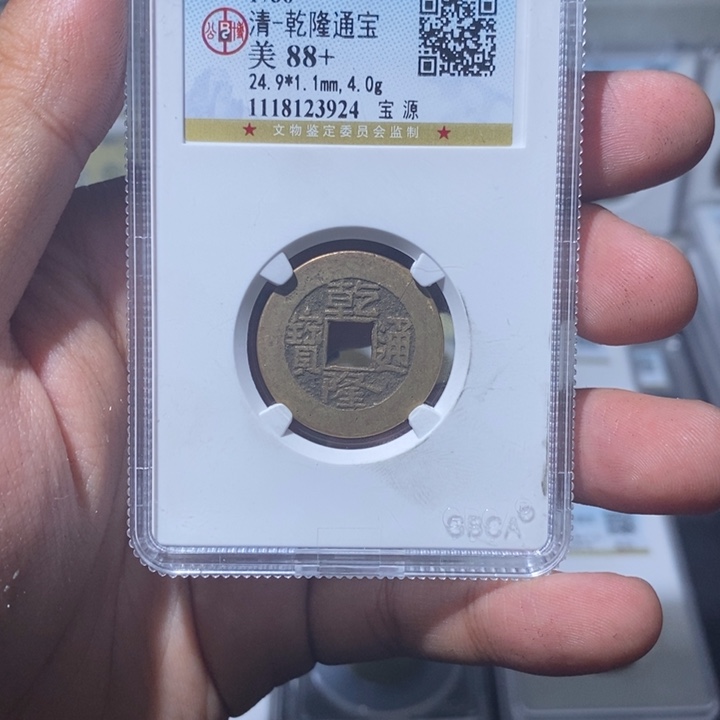 清-乾隆通宝
美 88+
24.9*1.1mm, 4.0g
1118123924 宝 源
★ 文物鉴定委员会监制 ★
乾
寶 通
隆
GBCA